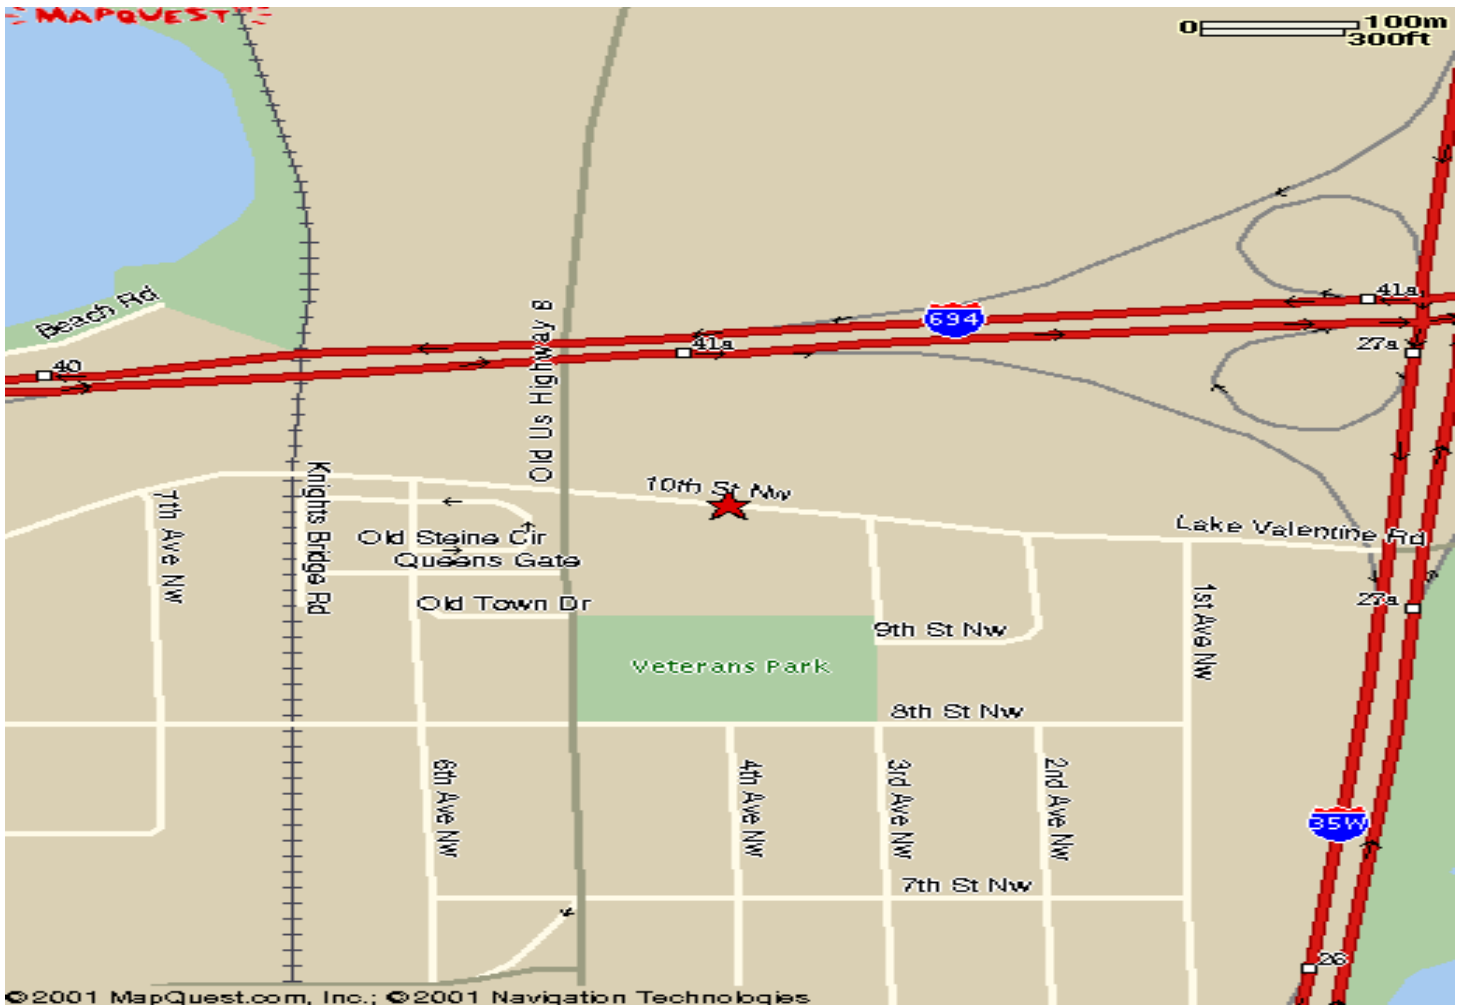 MAPQUEST
0 100m
300ft
Beach Rd
41a
694
41a
27a
40
Old Us Highway 8
10th St Nw
Knights Bridge Rd
7th Ave NW
Lake Valentine Rd
Old Steine Cir
Queens Gate
Old Town Dr
27a
1st Ave NW
9th St Nw
Veterans Park
8th St Nw
6th Ave NW
4th Ave NW
3rd Ave NW
2nd Ave NW
35W
7th St Nw
26
©2001 MapQuest.com, Inc.; ©2001 Navigation Technologies